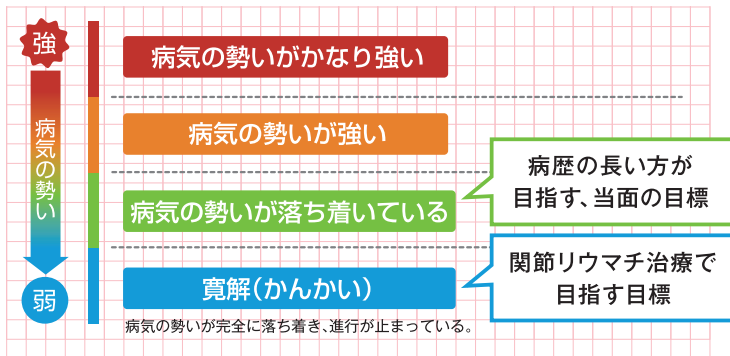 強
病気の勢い
弱
病気の勢いがかなり強い
病気の勢いが強い
病気の勢いが落ち着いている
病歴の長い方が
目指す、当面の目標
寛解（かんかい）
関節リウマチ治療で
目指す目標
病気の勢いが完全に落ち着き、進行が止まっている。